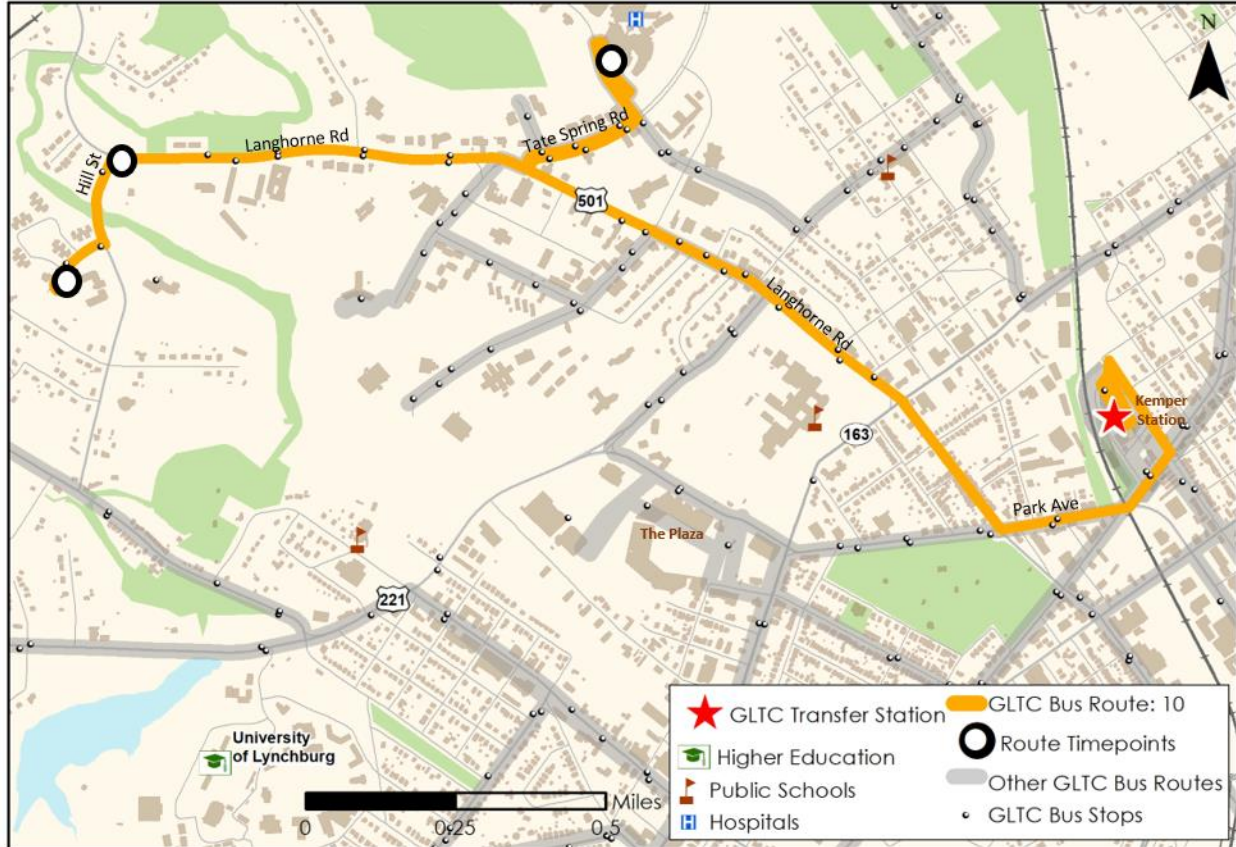 H
N
Langhorne Rd
Tate Spring Rd
Hill St
501
Langhorne Rd
Kemper
Station
163
Park Ave
The Plaza
221
University
of Lynchburg
Miles
0
0.25
0.5
GLTC Transfer Station
Higher Education
Public Schools
H Hospitals
GLTC Bus Route: 10
Route Timepoints
Other GLTC Bus Routes
GLTC Bus Stops